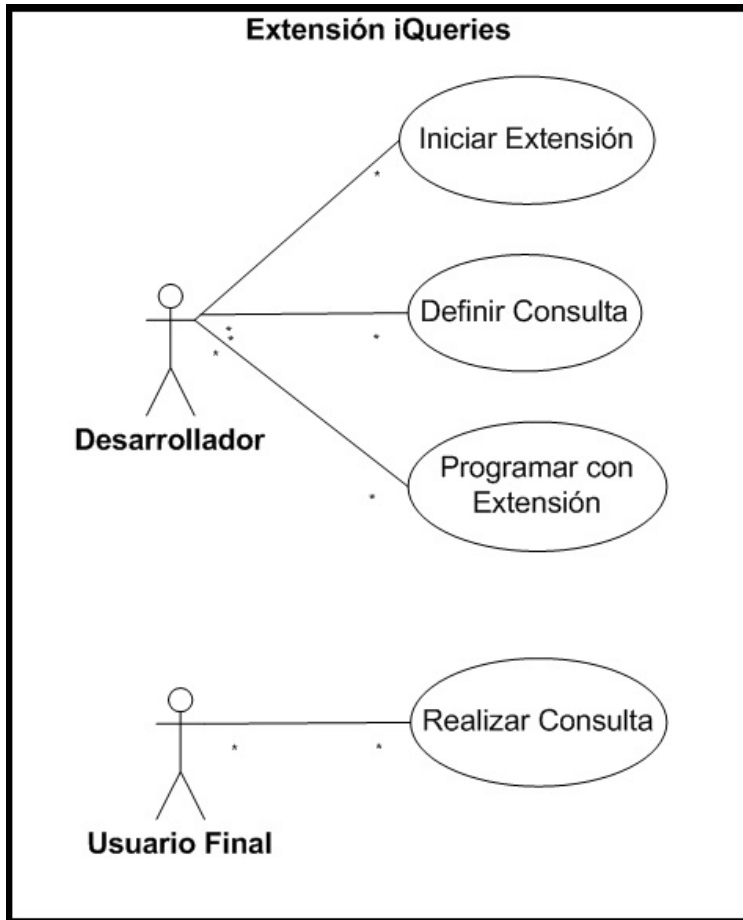 Extensión iQueries
Iniciar Extensión
*
Definir Consulta
*
*
*
*
Desarrollador
Programar con
Extensión
*
Realizar Consulta
*
*
Usuario Final